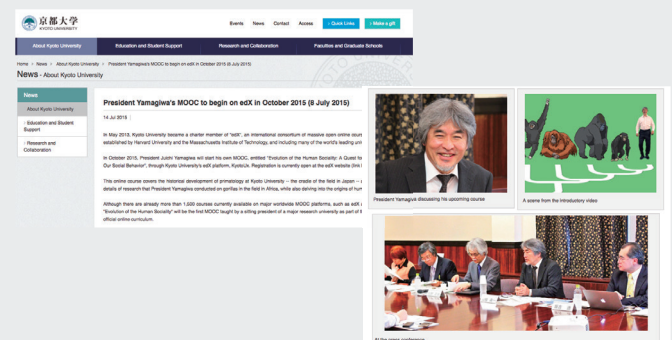 京都大学
KYOTO UNIVERSITY
Events News Contact Access › Quick Links › Make a gift
About Kyoto University Education and Student Support Research and Collaboration Faculties and Graduate Schools
Home › News › About Kyoto University › President Yamagiwa's MOOC to begin on edX in October 2015 (8 July 2015)
News - About Kyoto University
News
› About Kyoto University
› Education and Student
Support
› Research and
Collaboration
President Yamagiwa's MOOC to begin on edX in October 2015 (8 July 2015)
14 Jul 2015
In May 2013, Kyoto University became a charter member of "edX", an international consortium of massive open online cour
established by Harvard University and the Massachusetts Institute of Technology, and including many of the world's leading uni
In October 2015, President Juichi Yamagiwa will start his own MOOC, entitled "Evolution of the Human Sociality: A Quest fo
Our Social Behavior", through Kyoto University's edX platform, KyotoUx. Registration is currently open at the edX website (link
This online course covers the historical development of primatology at Kyoto University -- the cradle of the field in Japan --
details of research that President Yamagiwa conducted on gorillas in the field in Africa, while also delving into the origins of hum
Although there are already more than 1,000 courses currently available on major worldwide MOOC platforms, such as edX
"Evolution of the Human Sociality" will be the first MOOC taught by a sitting president of a major research university as part of
official online curriculum.
President Yamagiwa discussing his upcoming course
A scene from the introductory video
At the press conference